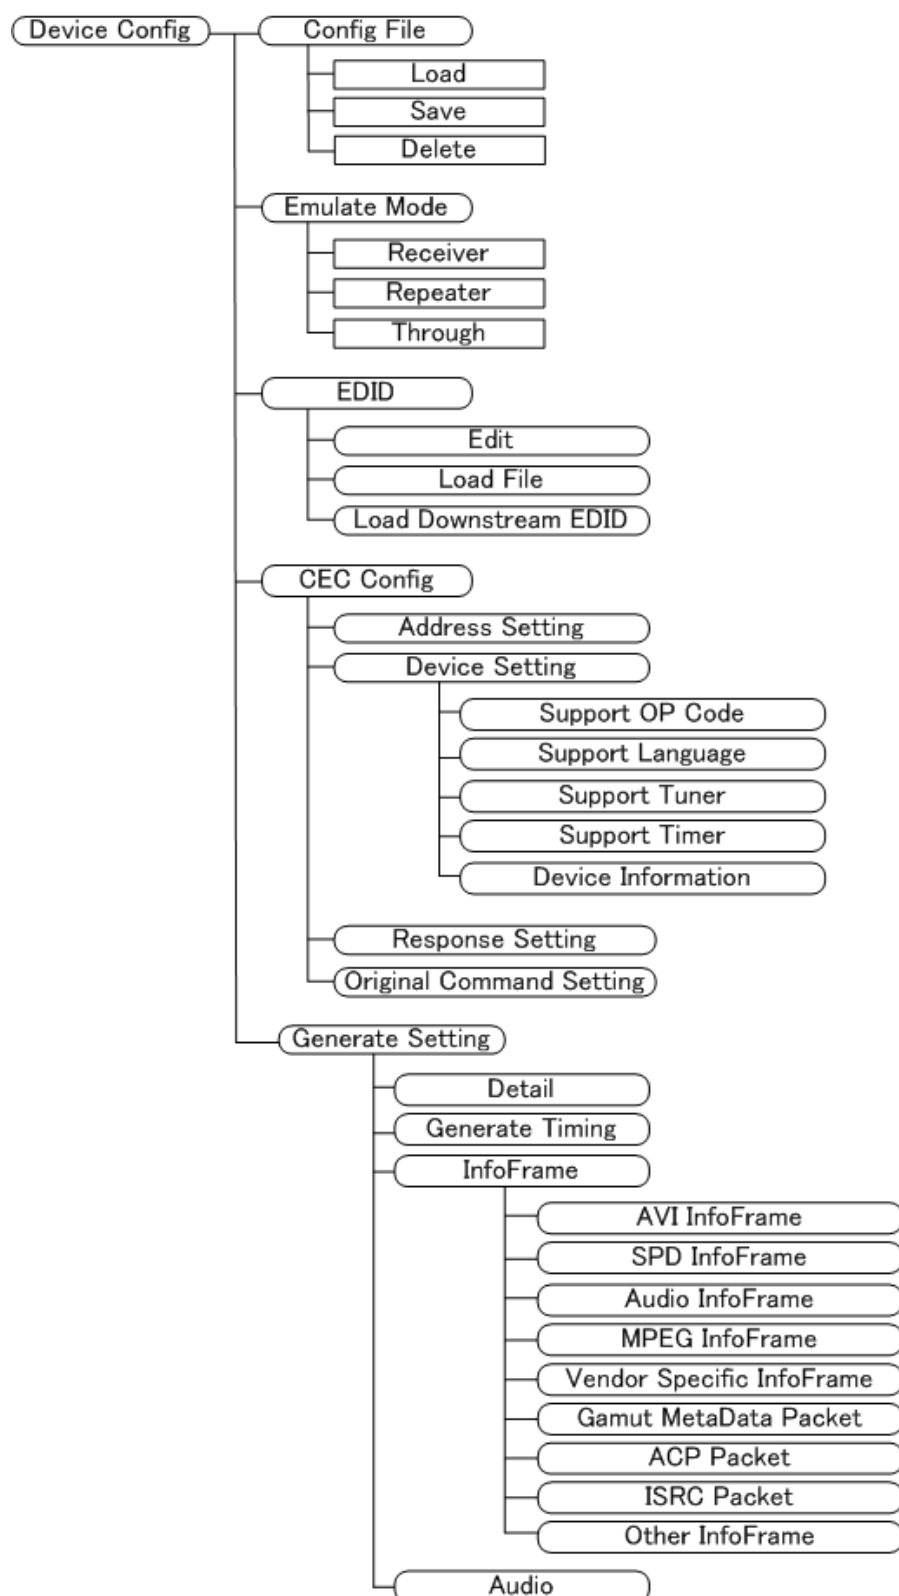 Device Config
Config File
Load
Save
Delete
Emulate Mode
Receiver
Repeater
Through
EDID
Edit
Load File
Load Downstream EDID
CEC Config
Address Setting
Device Setting
Support OP Code
Support Language
Support Tuner
Support Timer
Device Information
Response Setting
Original Command Setting
Generate Setting
Detail
Generate Timing
InfoFrame
AVI InfoFrame
SPD InfoFrame
Audio InfoFrame
MPEG InfoFrame
Vendor Specific InfoFrame
Gamut MetaData Packet
ACP Packet
ISRC Packet
Other InfoFrame
Audio